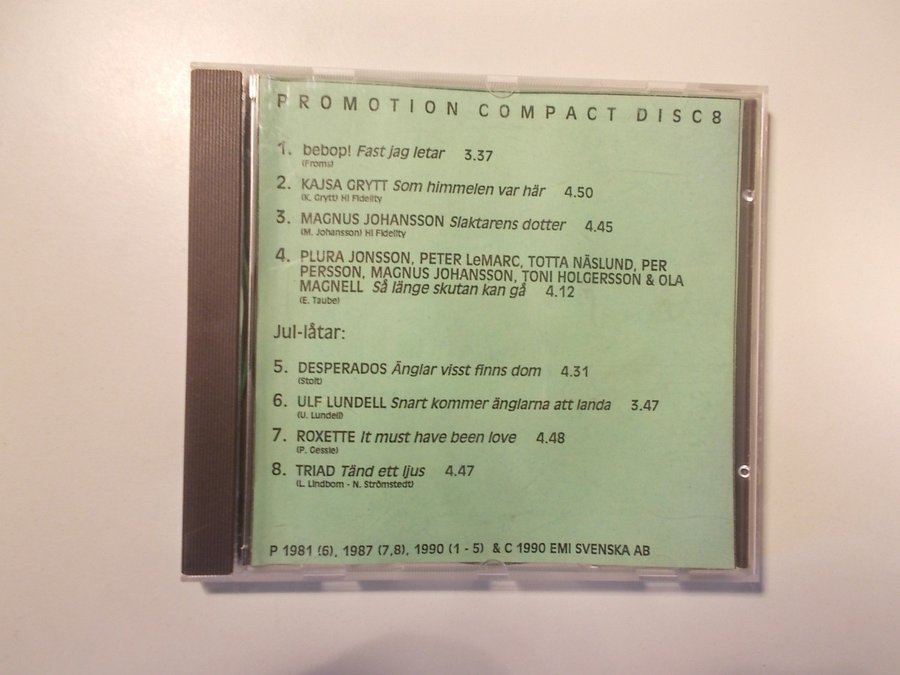 PROMOTION COMPACT DISC 8
1. bebop! Fast jag letar 3.37
(Froms)
2. KAJSA GRYTT Som himmelen var här 4.50
(K. Grytt) Hi Fidelity
3. MAGNUS JOHANSSON Slaktarens dotter 4.45
(M. Johansson) Hi Fidelity
4. PLURA JONSSON, PETER LeMARC, TOTTA NÄSLUND, PER
PERSSON, MAGNUS JOHANSSON, TONI HOLGERSSON & OLA
MAGNELL Så länge skutan kan gå 4.12
(E. Taube)
Jul-låtar:
5. DESPERADOS Änglar visst finns dom 4.31
(Stolt)
6. ULF LUNDELL Snart kommer änglarna att landa 3.47
(U. Lundell)
7. ROXETTE It must have been love 4.48
(P. Gessle)
8. TRIAD Tänd ett ljus 4.47
(L. Lindbom - N. Strömstedt)
P 1981 (6), 1987 (7,8), 1990 (1 - 5) & C 1990 EMI SVENSKA AB